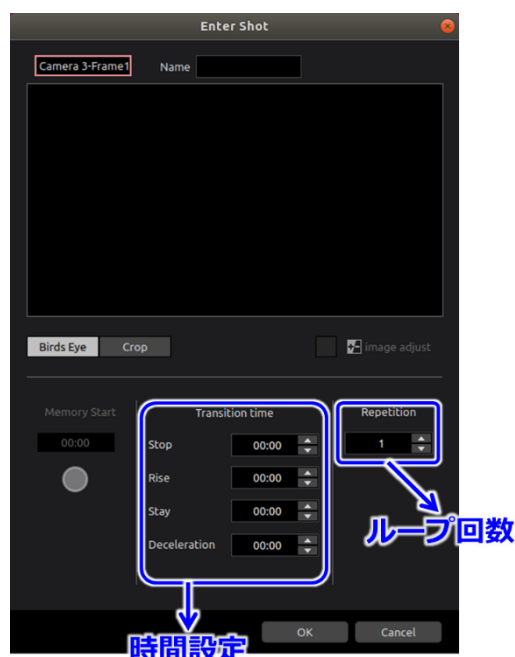 Enter Shot
Camera 3-Frame1 Name
Birds Eye Crop image adjust
Memory Start Transition time Repetition
00:00 Stop 00:00 1
Rise 00:00
Stay 00:00
Deceleration 00:00
ループ回数
時間設定
OK Cancel